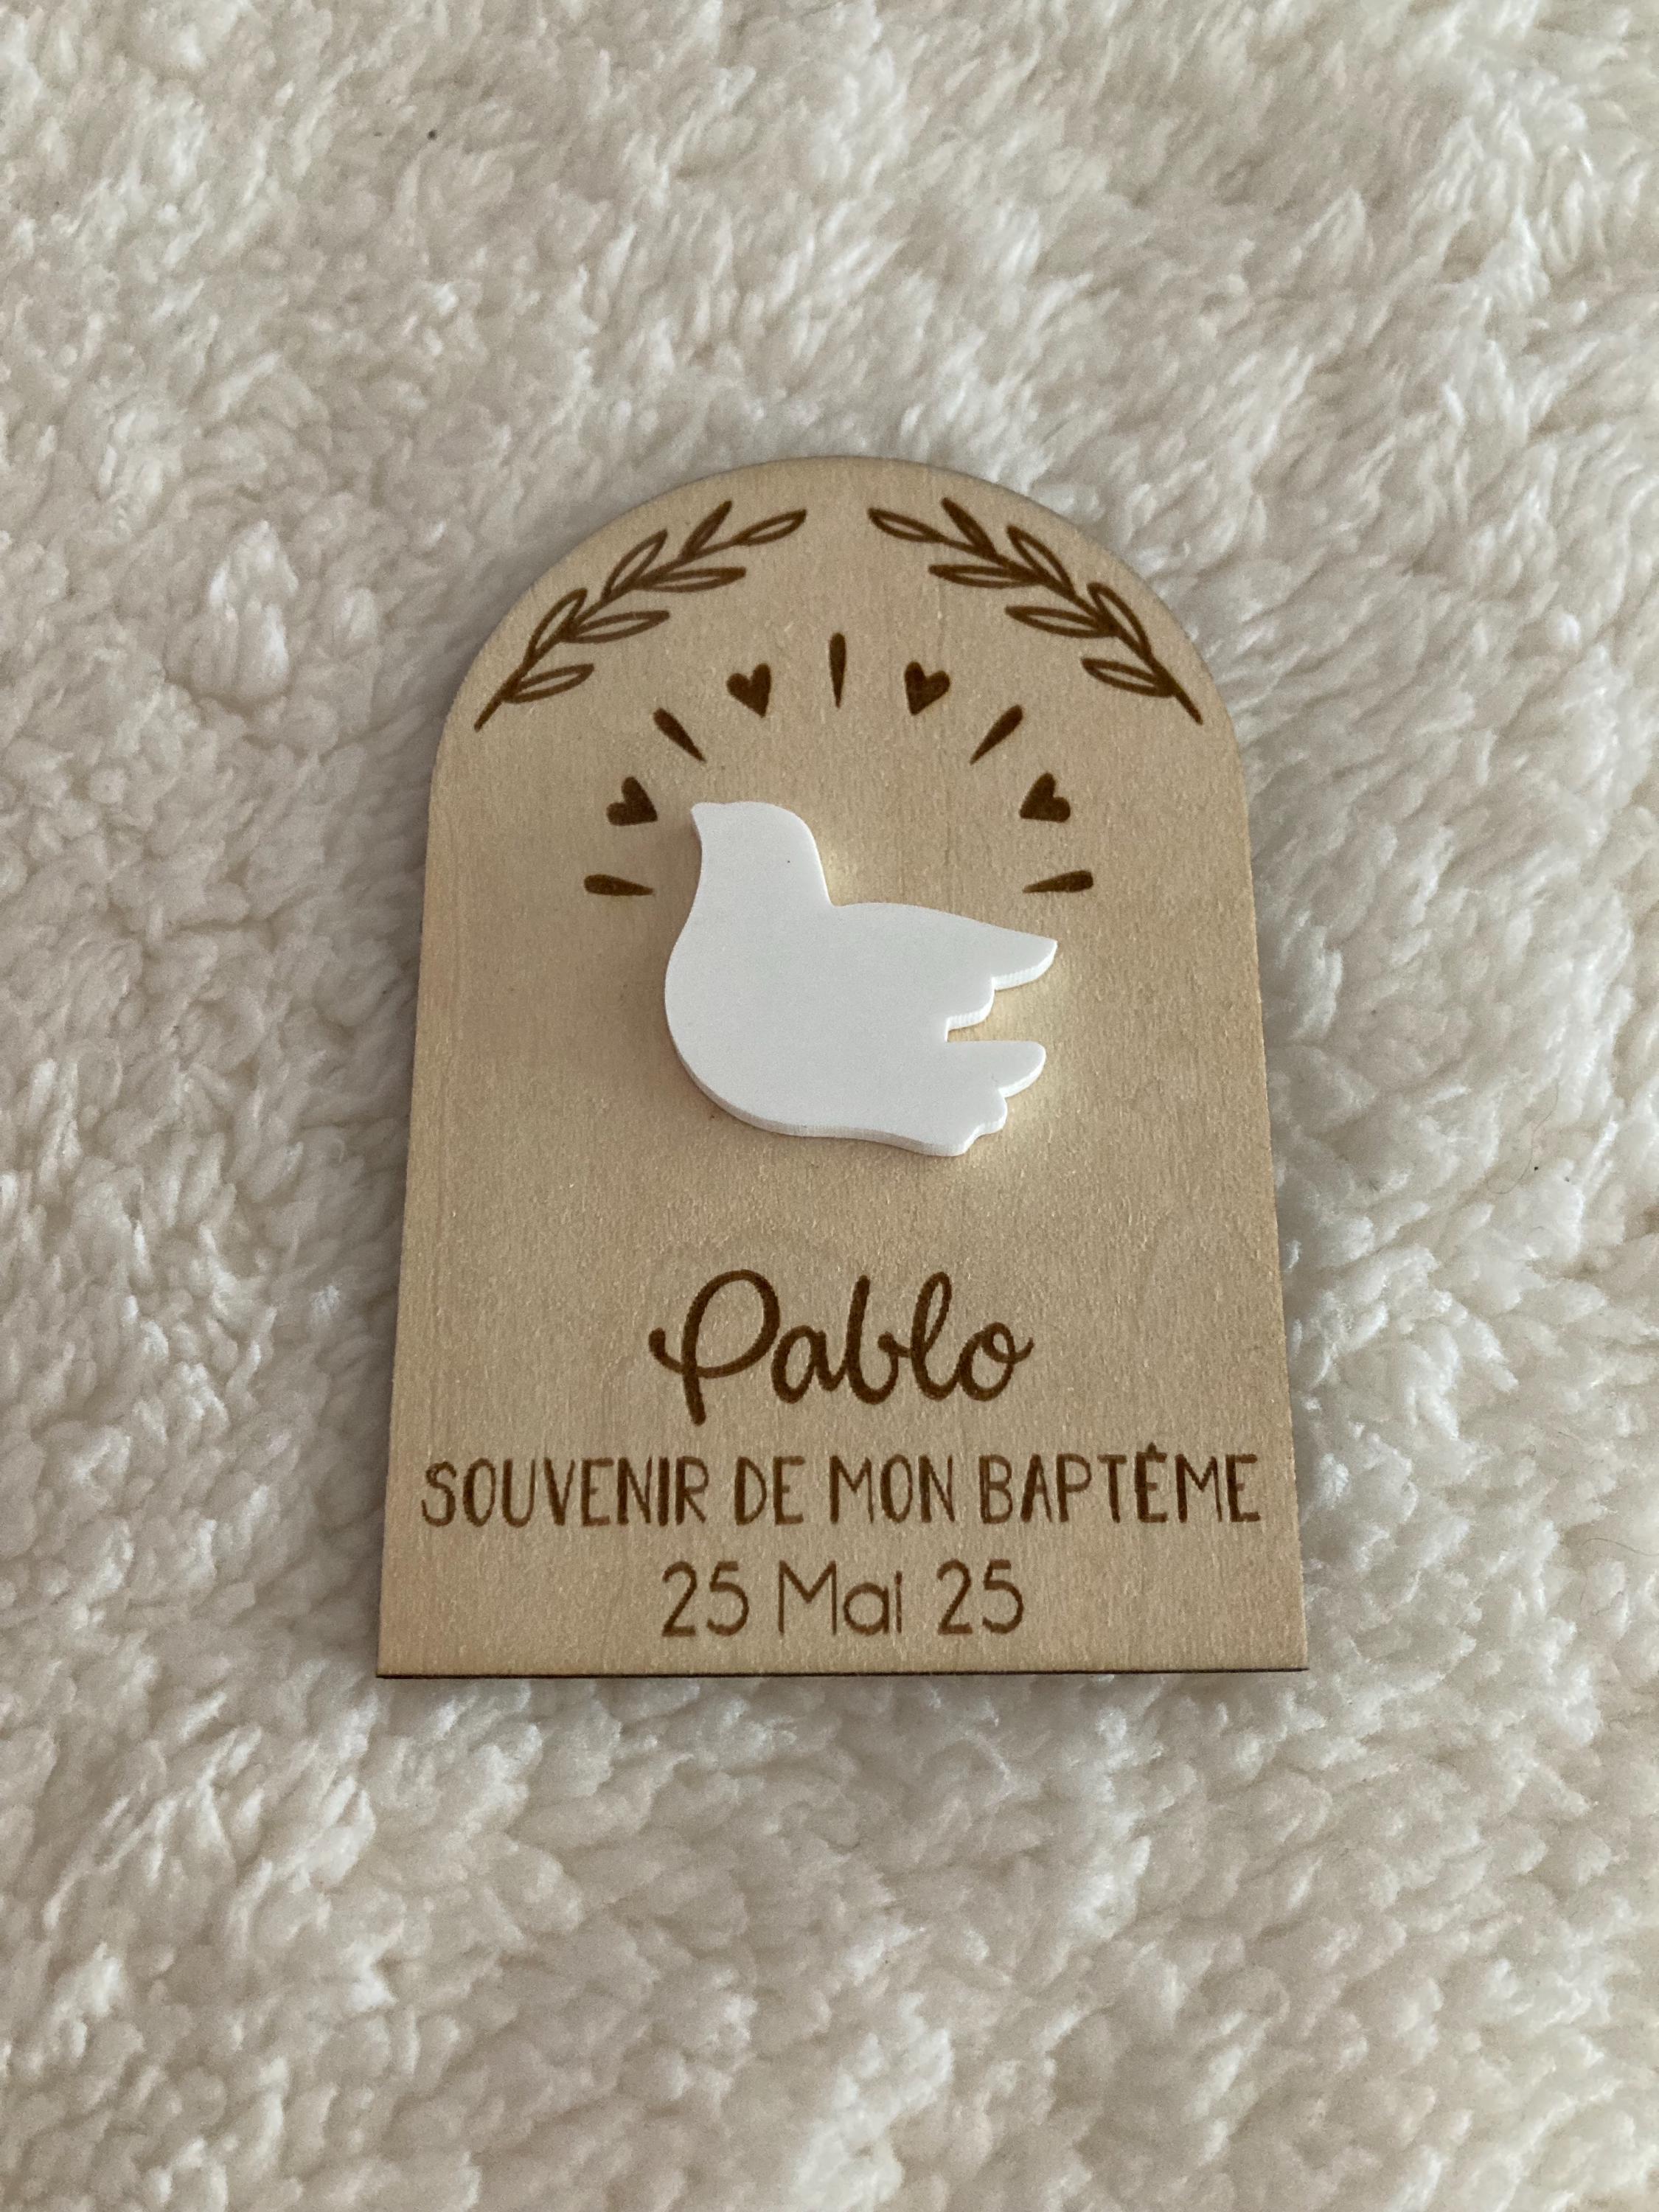 Pablo
SOUVENIR DE MON BAPTÊME
25 Mai 25